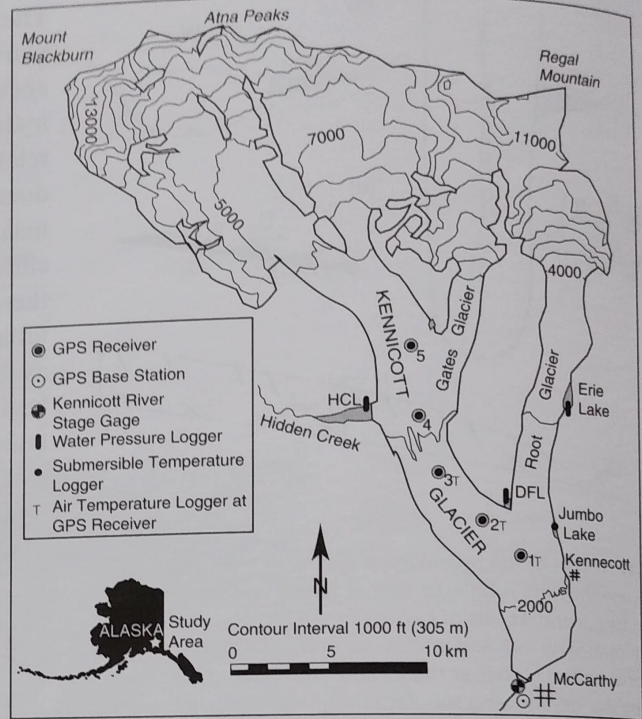 Atna Peaks
Mount
Blackburn
Regal
Mountain
13000
7000
11000
5000
4000
KENNICOTT
GLACIER
Gates
Glacier
Root
Glacier
5
4
3T
2T
1T
HCL
Hidden Creek
Erie
Lake
DFL
Jumbo
Lake
Kennecott
2000
McCarthy
GPS Receiver
GPS Base Station
Kennicott River
Stage Gage
Water Pressure Logger
Submersible Temperature
Logger
T Air Temperature Logger at
GPS Receiver
N
ALASKA
Study
Area
Contour Interval 1000 ft (305 m)
0 5 10 km